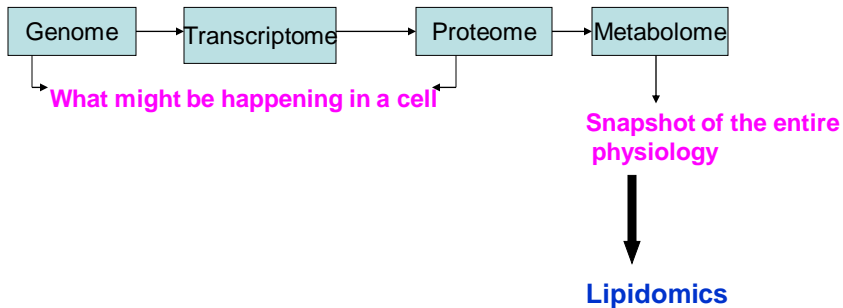 Genome
Transcriptome
Proteome
Metabolome
What might be happening in a cell
Snapshot of the entire
physiology
Lipidomics